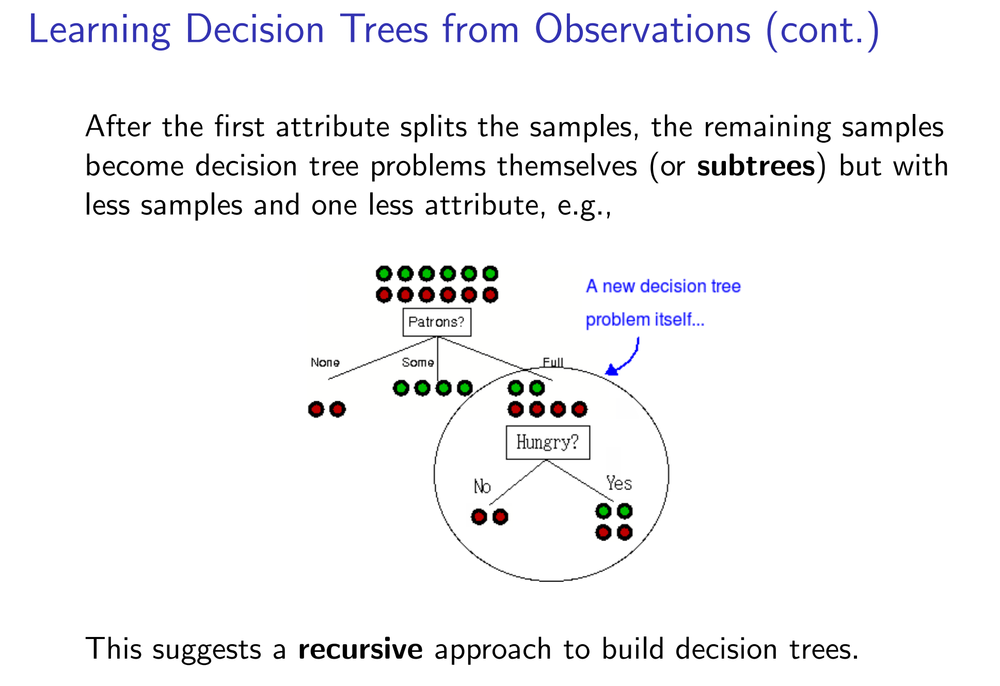 Learning Decision Trees from Observations (cont.)
After the first attribute splits the samples, the remaining samples
become decision tree problems themselves (or subtrees) but with
less samples and one less attribute, e.g.,
A new decision tree
problem itself...
Patrons?
None
Some
Full
Hungry?
No
Yes
This suggests a recursive approach to build decision trees.